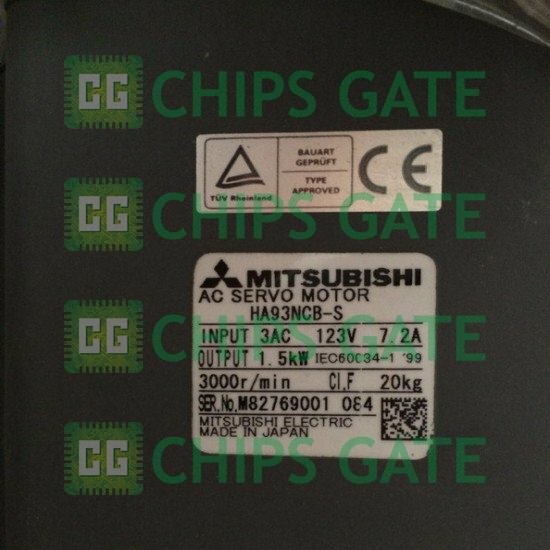 CG CHIPS GATE
TÜV Rheinland
BAUART
GEPRÜFT
TYPE
APPROVED
CE
CG CHIPS GATE
MITSUBISHI
AC SERVO MOTOR
HA93NCB-S
INPUT 3AC 123V 7.2A
OUTPUT 1.5kW IEC60034-1 '99
3000r/min Cl.F 20kg
SER.No.M82769001 084
MITSUBISHI ELECTRIC
MADE IN JAPAN
CG CHIPS GATE
CG CHIPS GATE